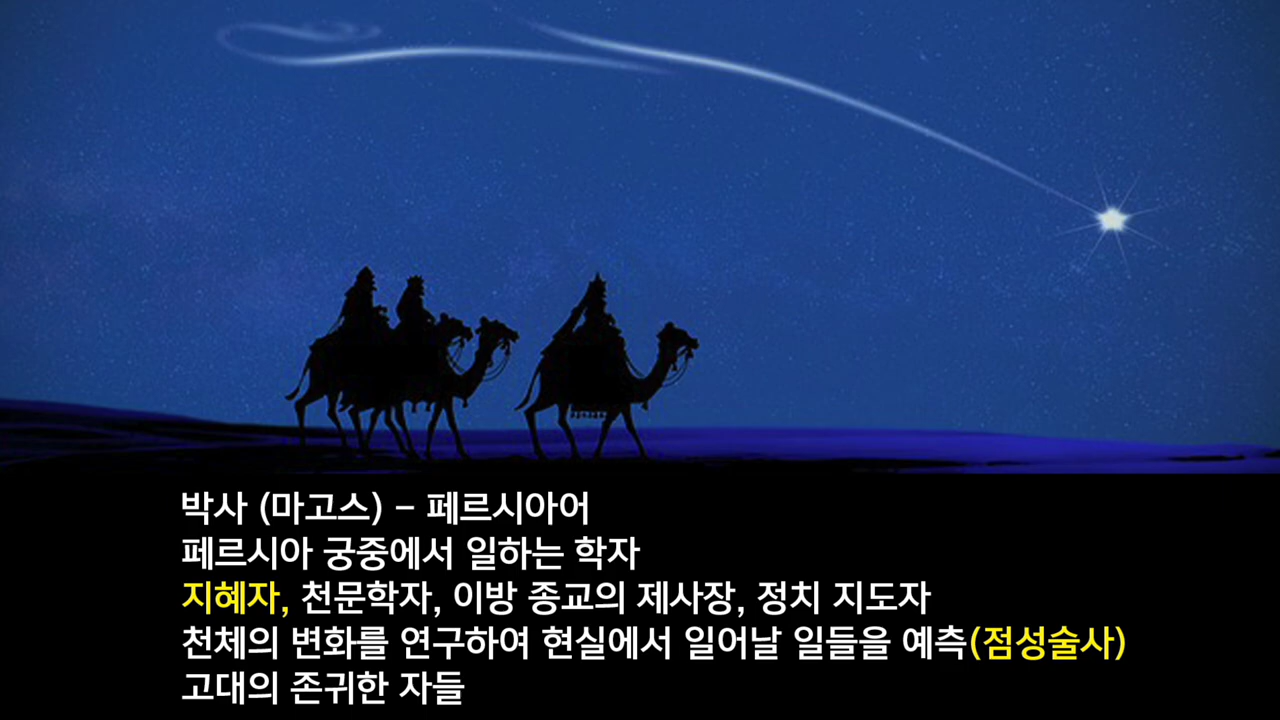 박사 (마고스) – 페르시아어
페르시아 궁중에서 일하는 학자
지혜자, 천문학자, 이방 종교의 제사장, 정치 지도자
천체의 변화를 연구하여 현실에서 일어날 일들을 예측(점성술사)
고대의 존귀한 자들